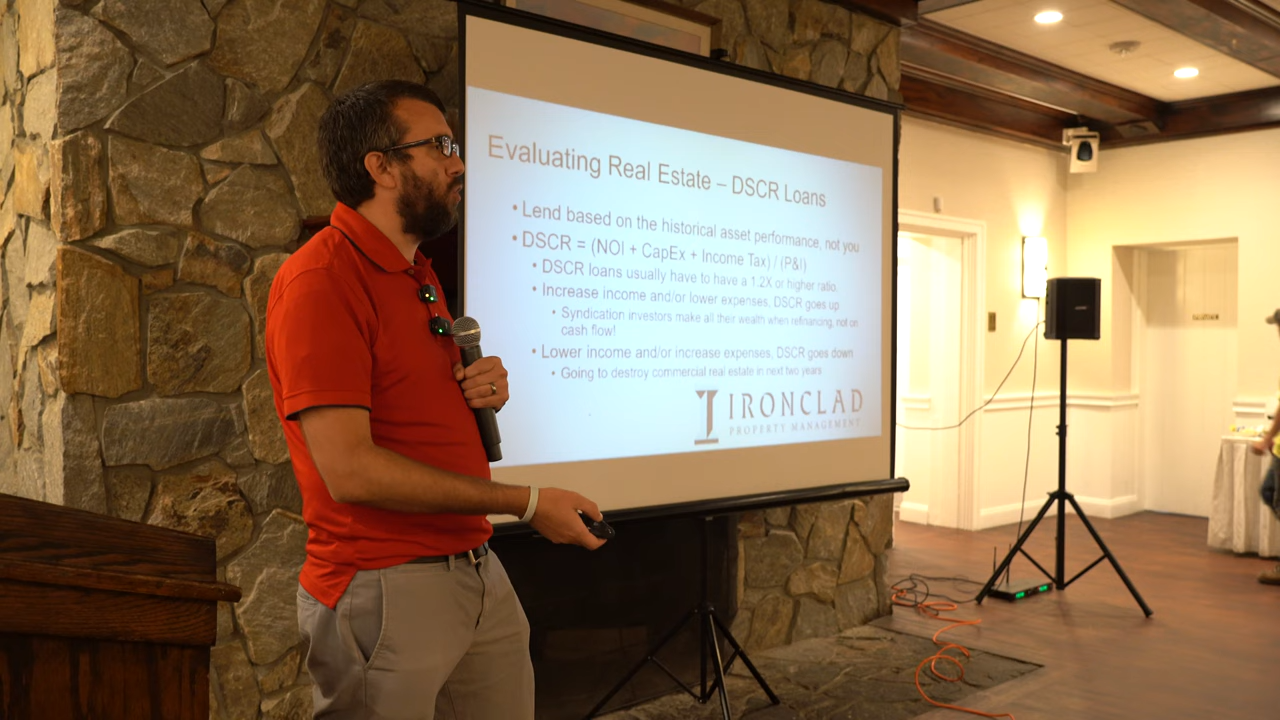 Evaluating Real Estate – DSCR Loans
• Lend based on the historical asset performance, not you
• DSCR = (NOI + CapEx + Income Tax) / (P&I)
• DSCR loans usually have to have a 1.2X or higher ratio.
• Increase income and/or lower expenses, DSCR goes up
• Syndication investors make all their wealth when refinancing, not on
cash flow!
• Lower income and/or increase expenses, DSCR goes down
• Going to destroy commercial real estate in next two years
IRONCLAD
PROPERTY MANAGEMENT